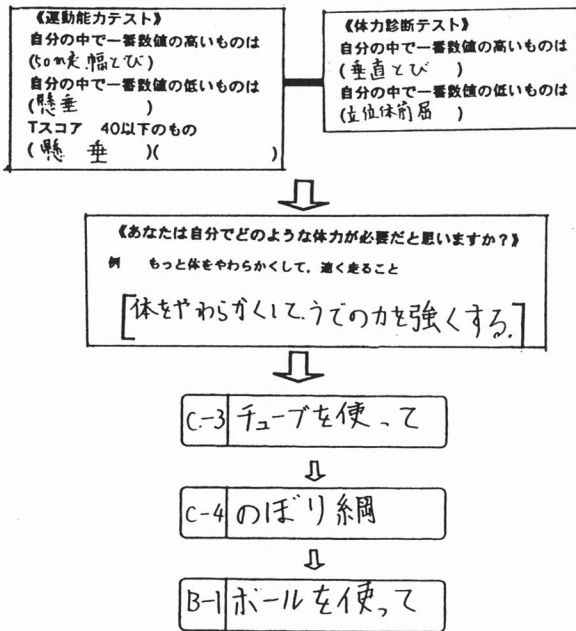 《運動能力テスト》
自分の中で一番数値の高いものは
(50m走 幅とび)
自分の中で一番数値の低いものは
(懸垂 )
Tスコア 40以下のもの
(懸垂 )( )
《体力診断テスト》
自分の中で一番数値の高いものは
(垂直とび )
自分の中で一番数値の低いものは
(立位体前屈 )
《あなたは自分でどのような体力が必要だと思いますか?》
例 もっと体をやわらかくして、速く走ること
[体をやわらかくして、うでの力を強くする.]
C-3 チューブを使って
C-4 のぼり綱
B-1 ボールを使って